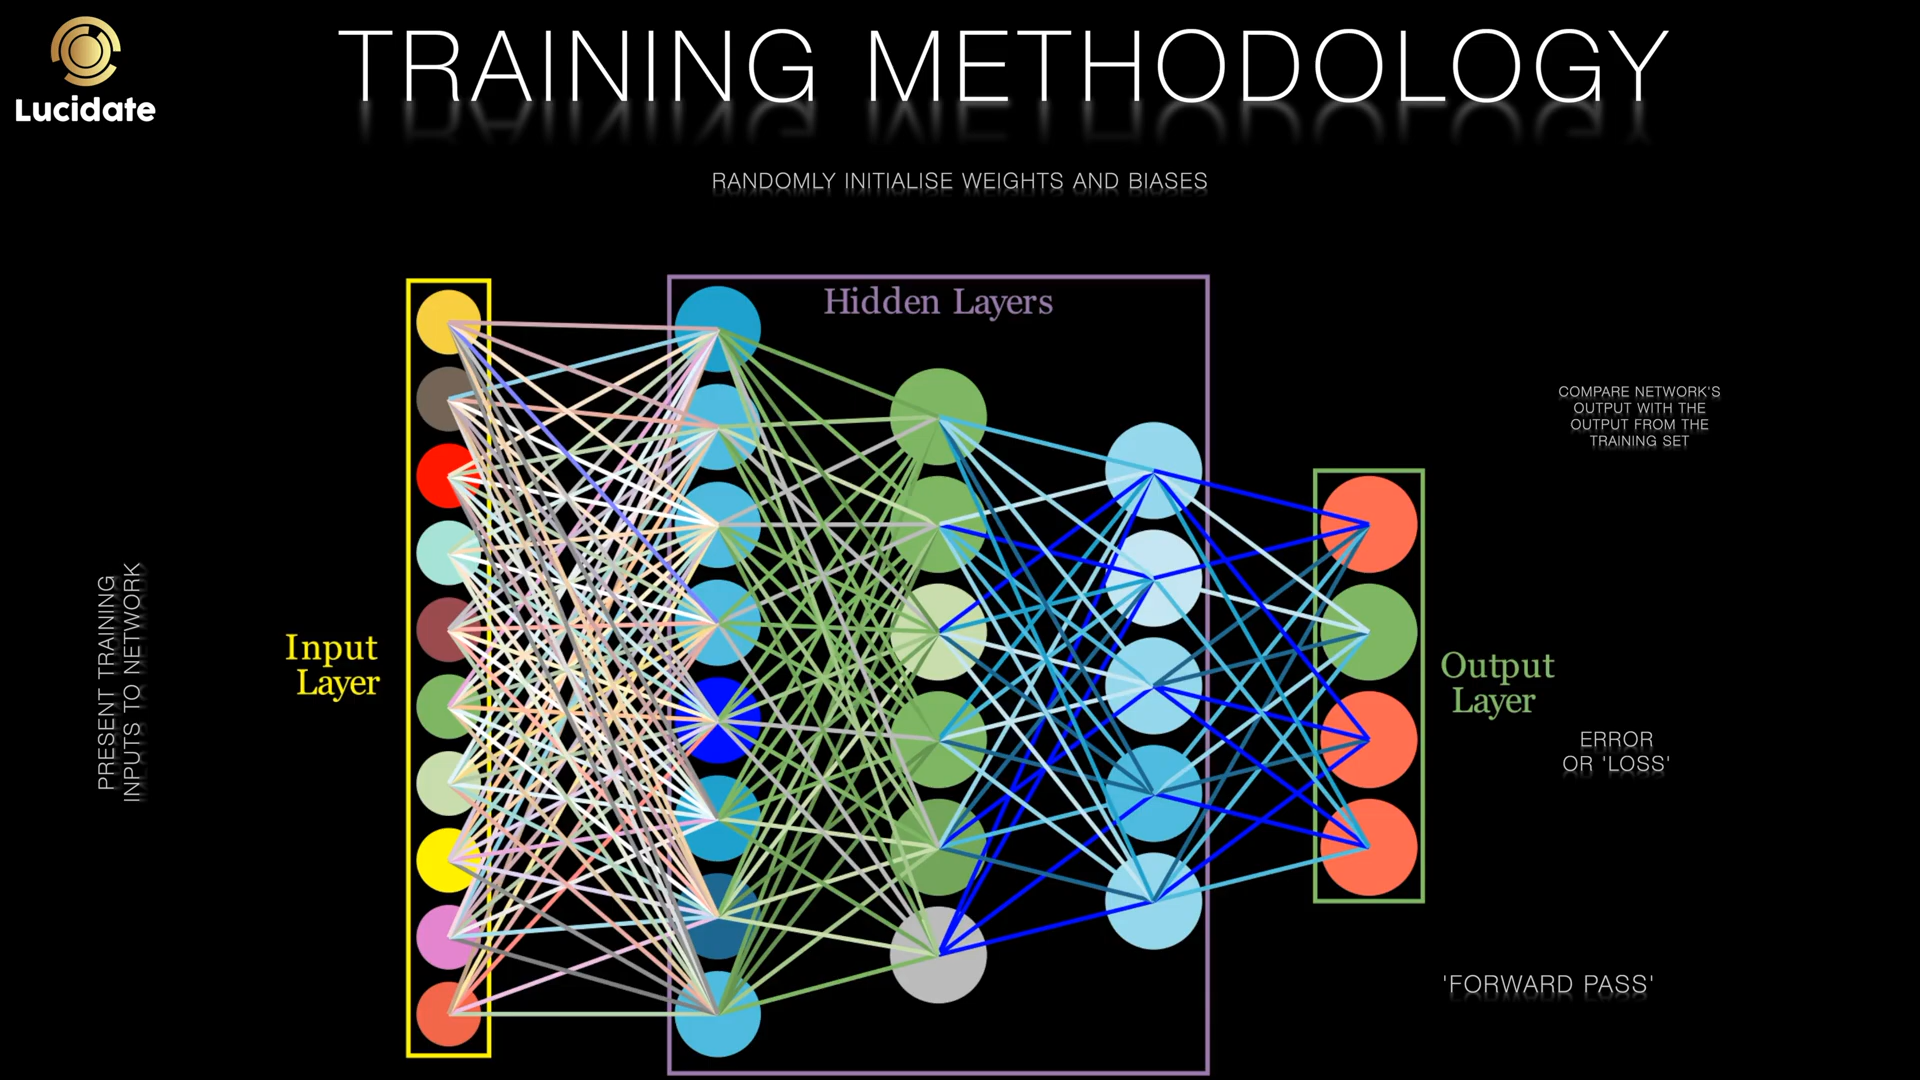 Lucidate
TRAINING METHODOLOGY
RANDOMLY INITIALISE WEIGHTS AND BIASES
Hidden Layers
COMPARE NETWORK'S
OUTPUT WITH THE
OUTPUT FROM THE
TRAINING SET
PRESENT TRAINING
INPUTS TO NETWORK
Input
Layer
Output
Layer
ERROR
OR 'LOSS'
'FORWARD PASS'